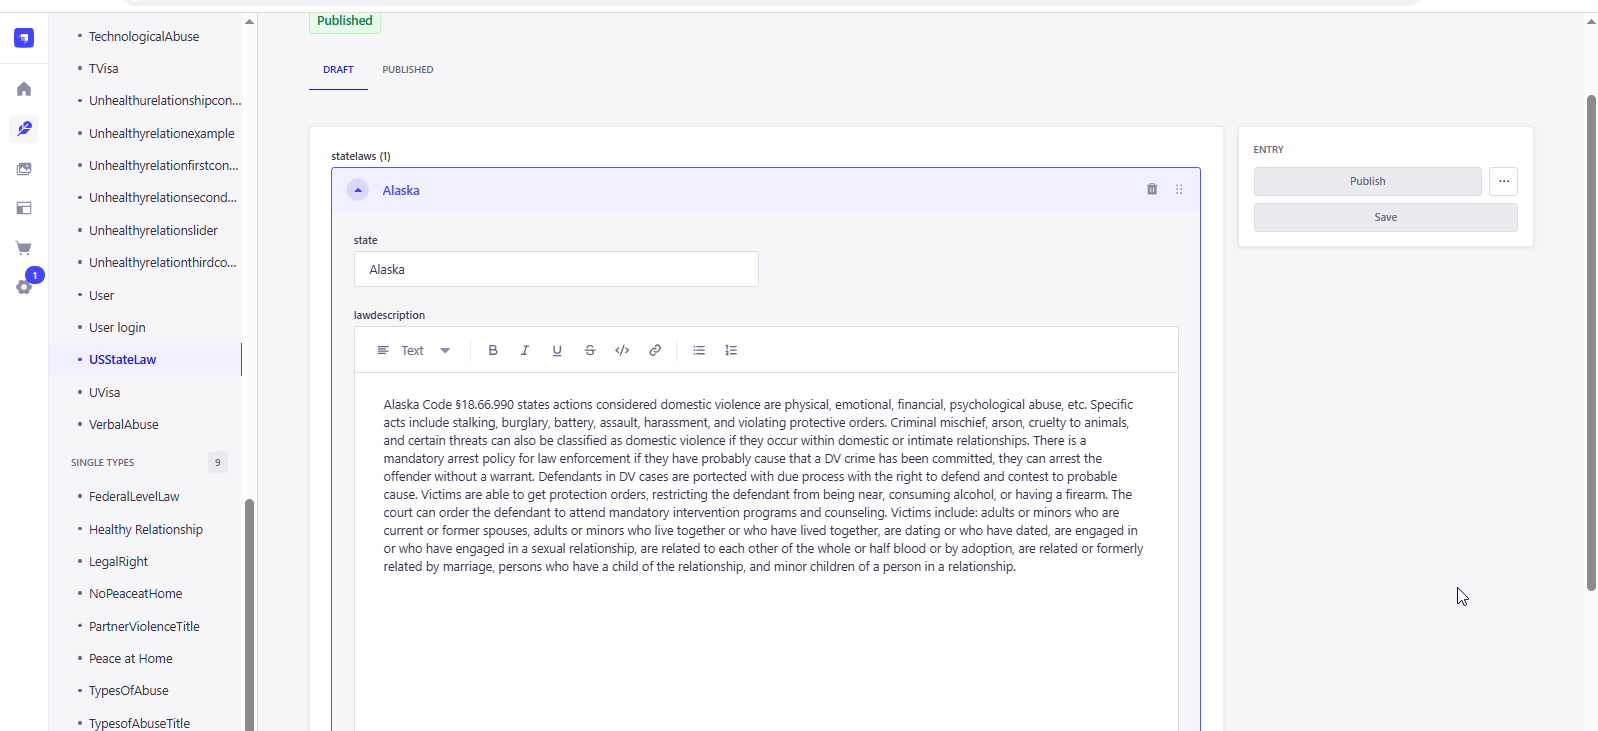 Published
DRAFT
PUBLISHED
TechnologicalAbuse
TVisa
Unhealthurelationshipcon...
Unhealthyrelationexample
Unhealthyrelationfirstcon...
Unhealthyrelationsecond...
Unhealthyrelationslider
Unhealthyrelationthirdco...
User
User login
USStateLaw
UVisa
VerbalAbuse
SINGLE TYPES
9
FederalLevelLaw
Healthy Relationship
LegalRight
NoPeaceatHome
PartnerViolenceTitle
Peace at Home
TypesOfAbuse
TypesofAbuseTitle
1
statelaws (1)
Alaska
state
Alaska
lawdescription
Text
B
I
U
S
Alaska Code §18.66.990 states actions considered domestic violence are physical, emotional, financial, psychological abuse, etc. Specific
acts include stalking, burglary, battery, assault, harassment, and violating protective orders. Criminal mischief, arson, cruelty to animals,
and certain threats can also be classified as domestic violence if they occur within domestic or intimate relationships. There is a
mandatory arrest policy for law enforcement if they have probably cause that a DV crime has been committed, they can arrest the
offender without a warrant. Defendants in DV cases are portected with due process with the right to defend and contest to probable
cause. Victims are able to get protection orders, restricting the defendant from being near, consuming alcohol, or having a firearm. The
court can order the defendant to attend mandatory intervention programs and counseling. Victims include: adults or minors who are
current or former spouses, adults or minors who live together or who have lived together, are dating or who have dated, are engaged in
or who have engaged in a sexual relationship, are related to each other of the whole or half blood or by adoption, are related or formerly
related by marriage, persons who have a child of the relationship, and minor children of a person in a relationship.
ENTRY
Publish
...
Save